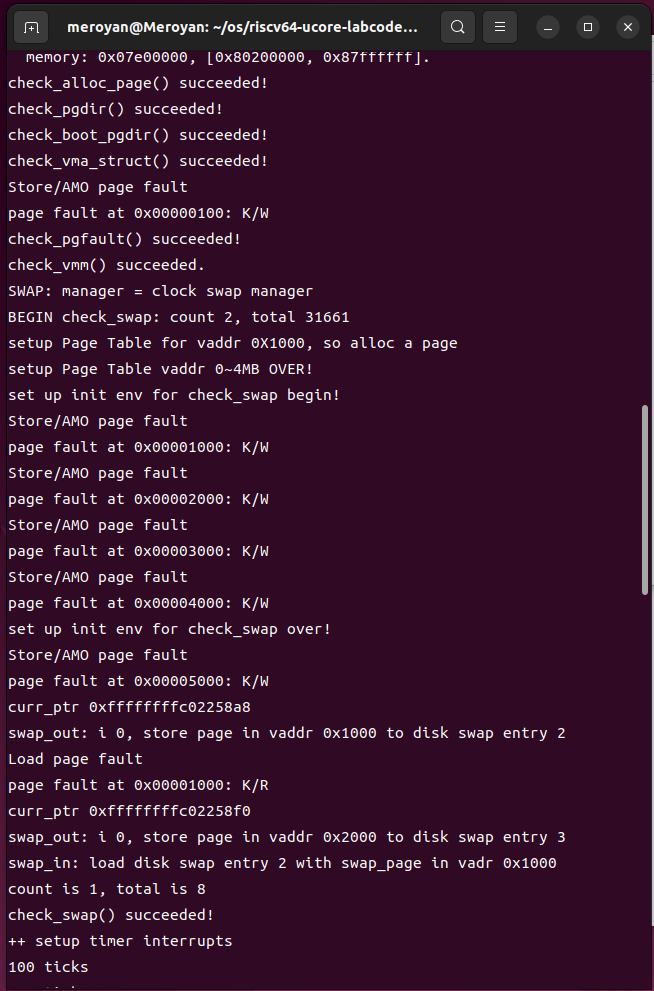 meroyan@Meroyan: ~/os/riscv64-ucore-labcode...
memory: 0x07e00000, [0x80200000, 0x87ffffff].
check_alloc_page() succeeded!
check_pgdir() succeeded!
check_boot_pgdir() succeeded!
check_vma_struct() succeeded!
Store/AMO page fault
page fault at 0x00000100: K/W
check_pgfault() succeeded!
check_vmm() succeeded.
SWAP: manager = clock swap manager
BEGIN check_swap: count 2, total 31661
setup Page Table for vaddr 0X1000, so alloc a page
setup Page Table vaddr 0~4MB OVER!
set up init env for check_swap begin!
Store/AMO page fault
page fault at 0x00001000: K/W
Store/AMO page fault
page fault at 0x00002000: K/W
Store/AMO page fault
page fault at 0x00003000: K/W
Store/AMO page fault
page fault at 0x00004000: K/W
set up init env for check_swap over!
Store/AMO page fault
page fault at 0x00005000: K/W
curr_ptr 0xffffffffc02258a8
swap_out: i 0, store page in vaddr 0x1000 to disk swap entry 2
Load page fault
page fault at 0x00001000: K/R
curr_ptr 0xffffffffc02258f0
swap_out: i 0, store page in vaddr 0x2000 to disk swap entry 3
swap_in: load disk swap entry 2 with swap_page in vadr 0x1000
count is 1, total is 8
check_swap() succeeded!
++ setup timer interrupts
100 ticks